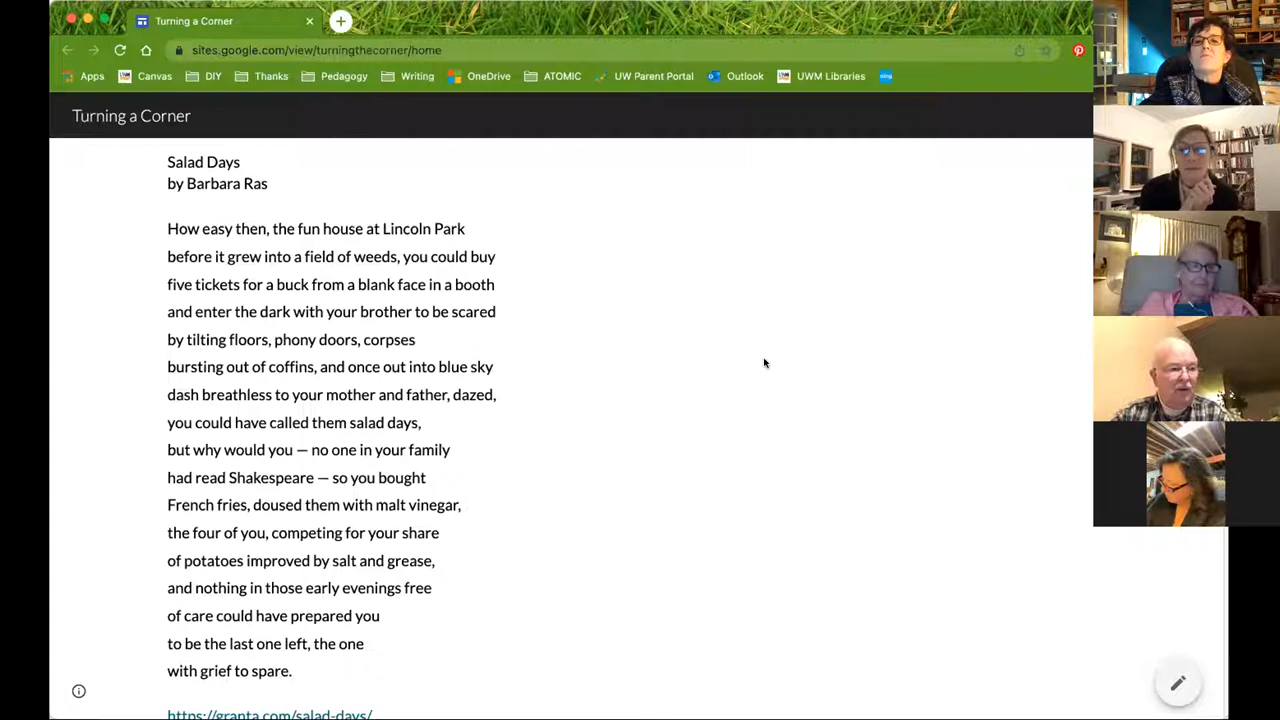 Turning a Corner
sites.google.com/view/turningthecorner/home
Apps Canvas DIY Thanks Pedagogy Writing OneDrive ATOMIC UW Parent Portal Outlook UWM Libraries
Turning a Corner
Salad Days
by Barbara Ras
How easy then, the fun house at Lincoln Park
before it grew into a field of weeds, you could buy
five tickets for a buck from a blank face in a booth
and enter the dark with your brother to be scared
by tilting floors, phony doors, corpses
bursting out of coffins, and once out into blue sky
dash breathless to your mother and father, dazed,
you could have called them salad days,
but why would you — no one in your family
had read Shakespeare — so you bought
French fries, doused them with malt vinegar,
the four of you, competing for your share
of potatoes improved by salt and grease,
and nothing in those early evenings free
of care could have prepared you
to be the last one left, the one
with grief to spare.
https://granta.com/salad-days/